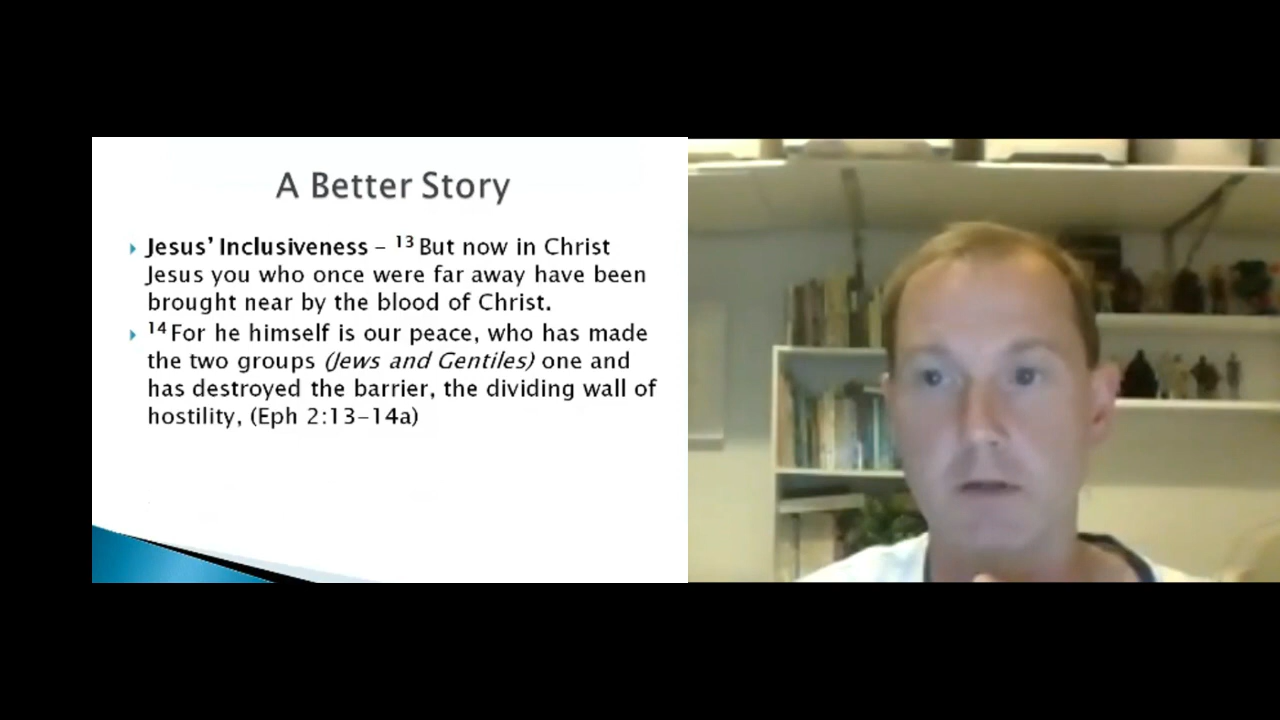 A Better Story
Jesus’ Inclusiveness – ¹³ But now in Christ
Jesus you who once were far away have been
brought near by the blood of Christ.
¹⁴ For he himself is our peace, who has made
the two groups (Jews and Gentiles) one and
has destroyed the barrier, the dividing wall of
hostility, (Eph 2:13–14a)